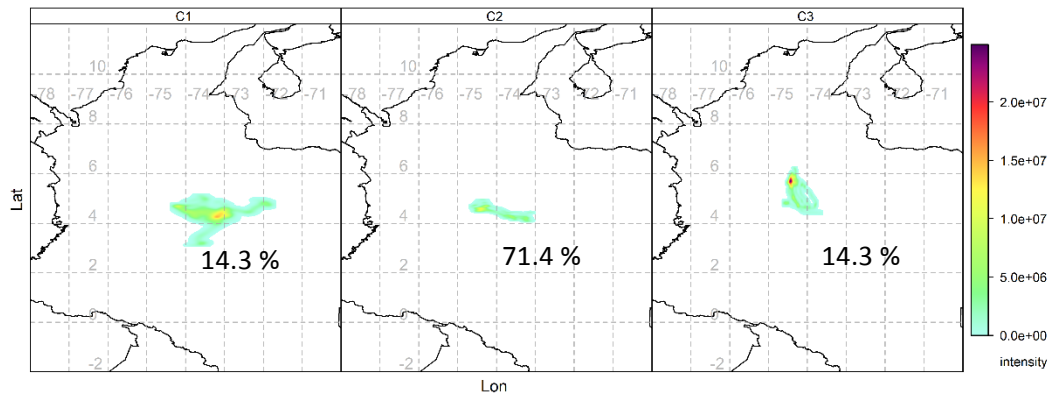 C1 C2 C3
10 10 10
-78 -77 -76 -75 -74 -73 -72 -71 -78 -77 -76 -75 -74 -73 -72 -71 -78 -77 -76 -75 -74 -73 -72 -71
8 8 8
6 6 6
4 4 4
2 2 2
0 0 0
-2 -2 -2
14.3 % 71.4 % 14.3 %
Lat
Lon
2.0e+07
1.5e+07
1.0e+07
5.0e+06
0.0e+00
intensity